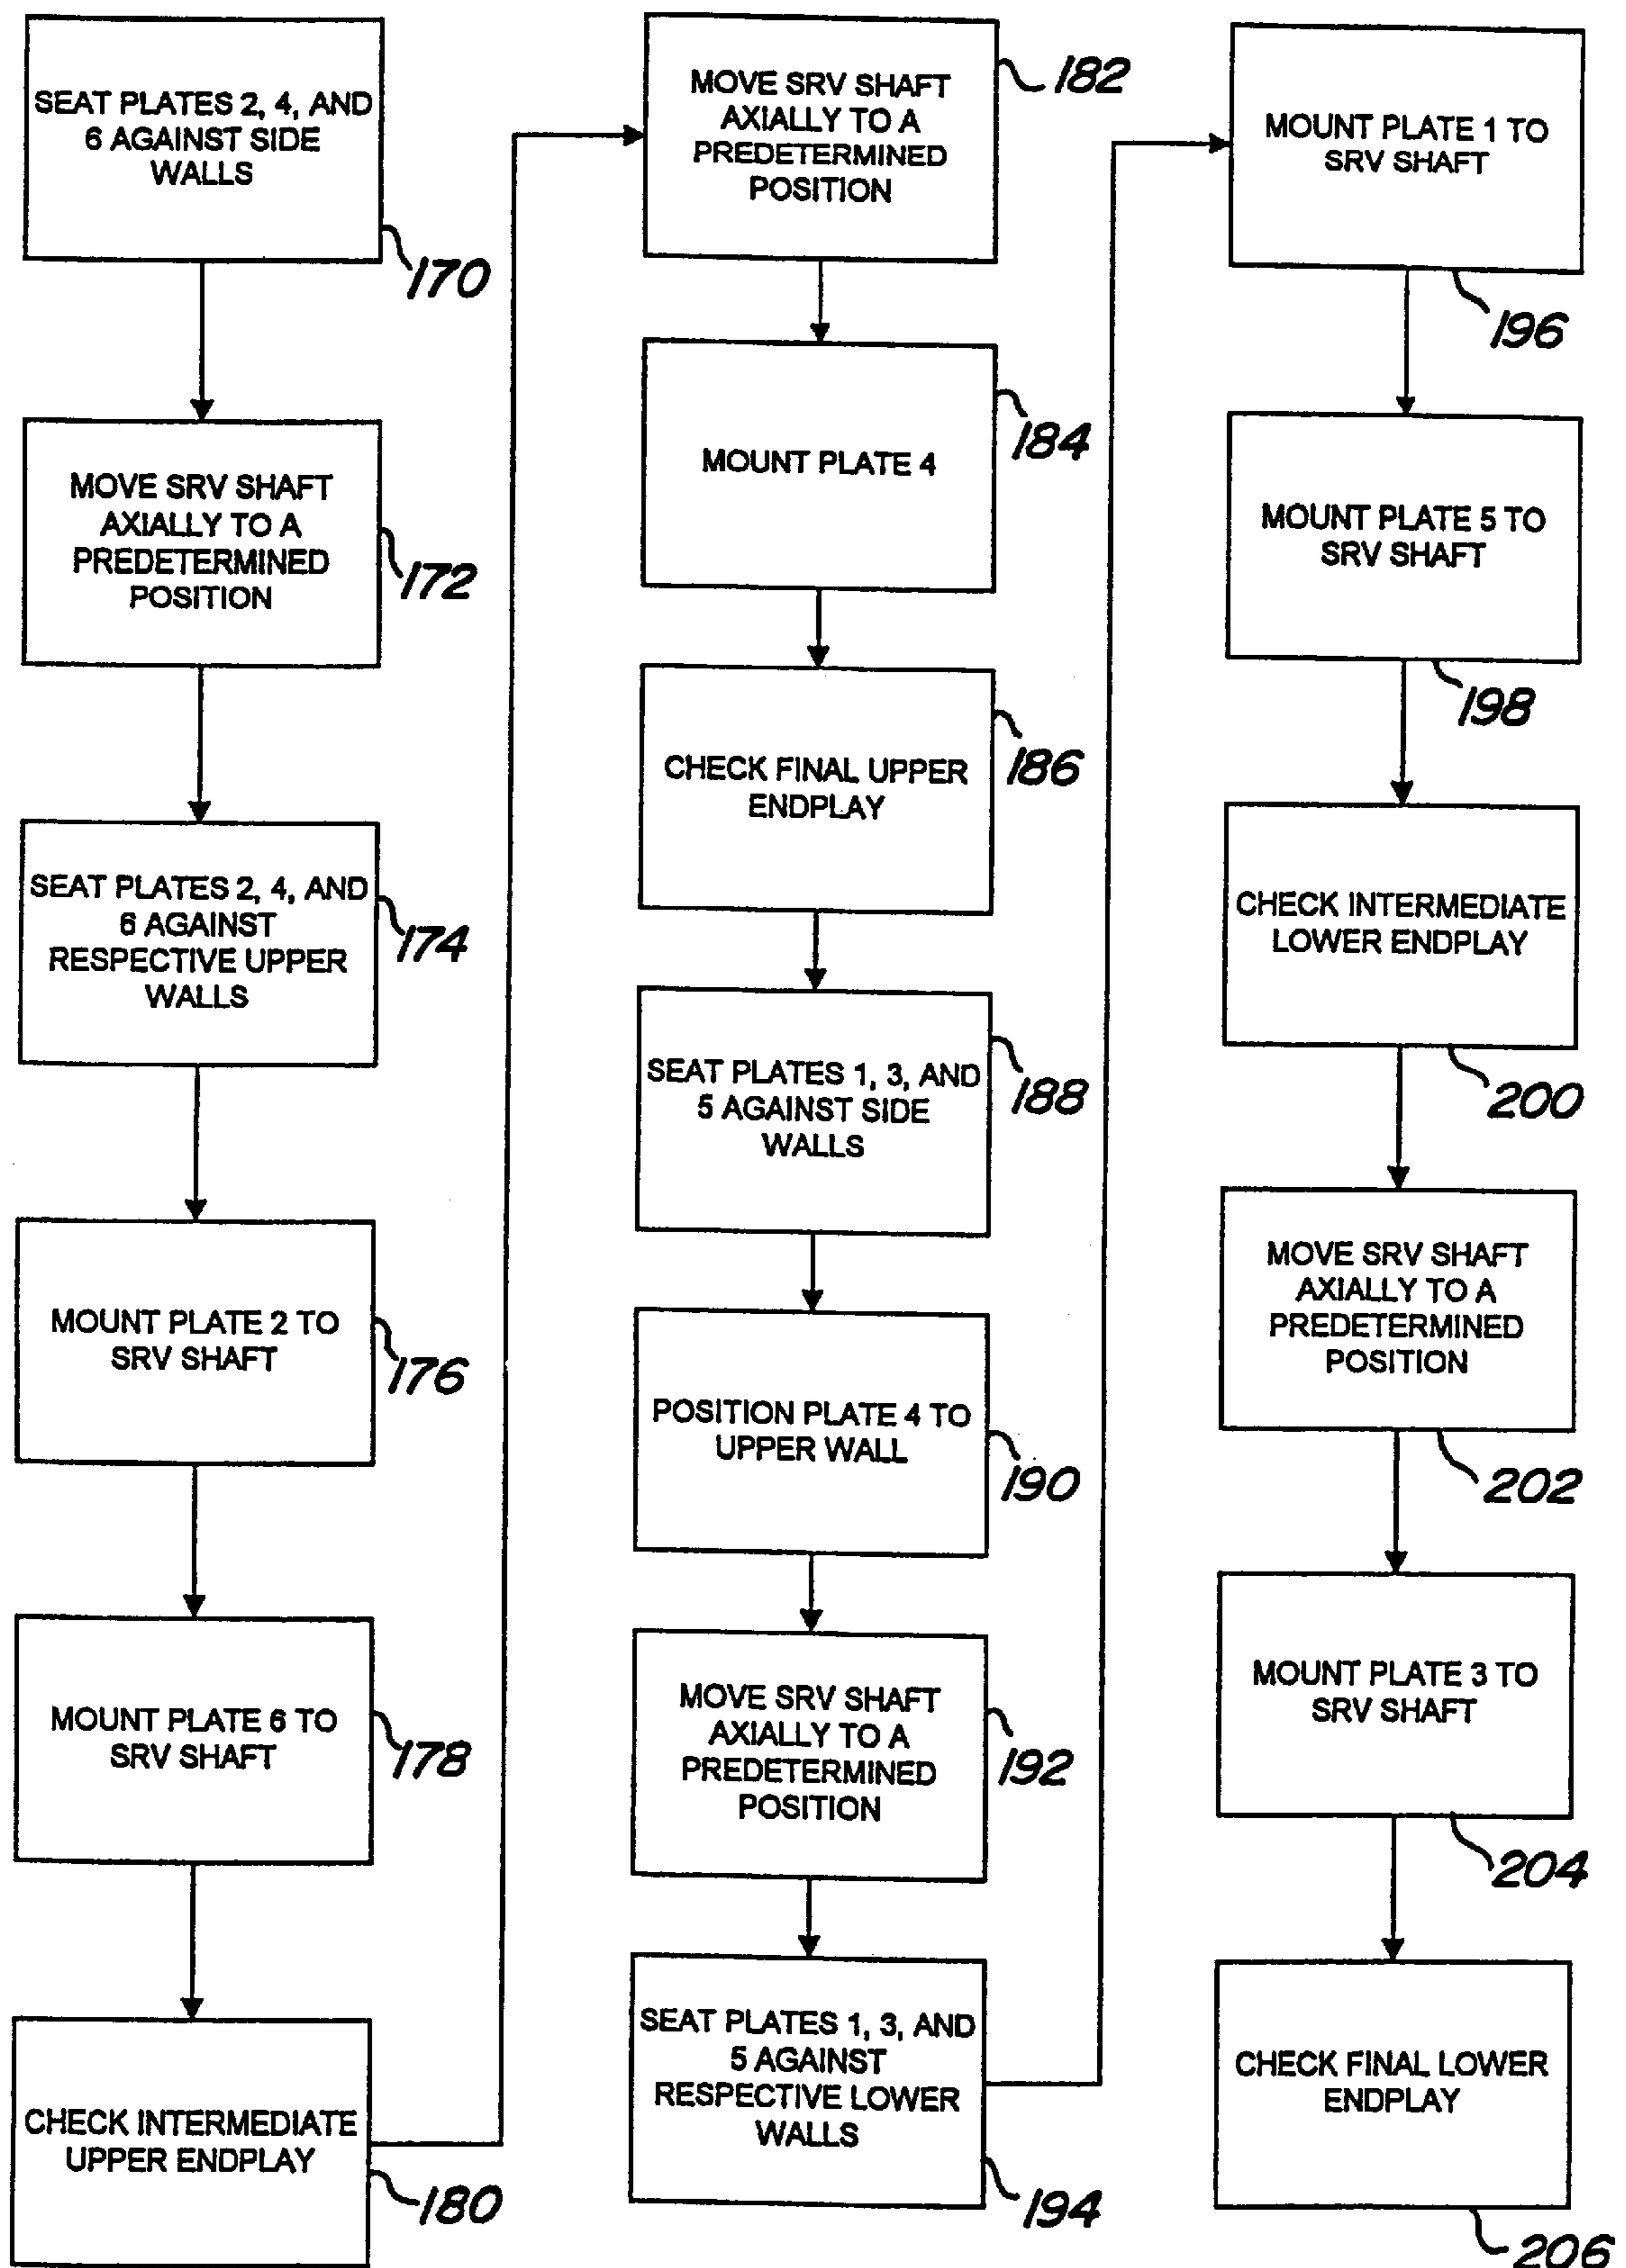 SEAT PLATES 2, 4, AND
6 AGAINST SIDE
WALLS
170
MOVE SRV SHAFT
AXIALLY TO A
PREDETERMINED
POSITION
172
SEAT PLATES 2, 4, AND
6 AGAINST
RESPECTIVE UPPER
WALLS
174
MOUNT PLATE 2 TO
SRV SHAFT
176
MOUNT PLATE 6 TO
SRV SHAFT
178
CHECK INTERMEDIATE
UPPER ENDPLAY
180
MOVE SRV SHAFT
AXIALLY TO A
PREDETERMINED
POSITION
182
MOUNT PLATE 4
184
CHECK FINAL UPPER
ENDPLAY
186
SEAT PLATES 1, 3, AND
5 AGAINST SIDE
WALLS
188
POSITION PLATE 4 TO
UPPER WALL
190
MOVE SRV SHAFT
AXIALLY TO A
PREDETERMINED
POSITION
192
SEAT PLATES 1, 3, AND
5 AGAINST
RESPECTIVE LOWER
WALLS
194
MOUNT PLATE 1 TO
SRV SHAFT
196
MOUNT PLATE 5 TO
SRV SHAFT
198
CHECK INTERMEDIATE
LOWER ENDPLAY
200
MOVE SRV SHAFT
AXIALLY TO A
PREDETERMINED
POSITION
202
MOUNT PLATE 3 TO
SRV SHAFT
204
CHECK FINAL LOWER
ENDPLAY
206